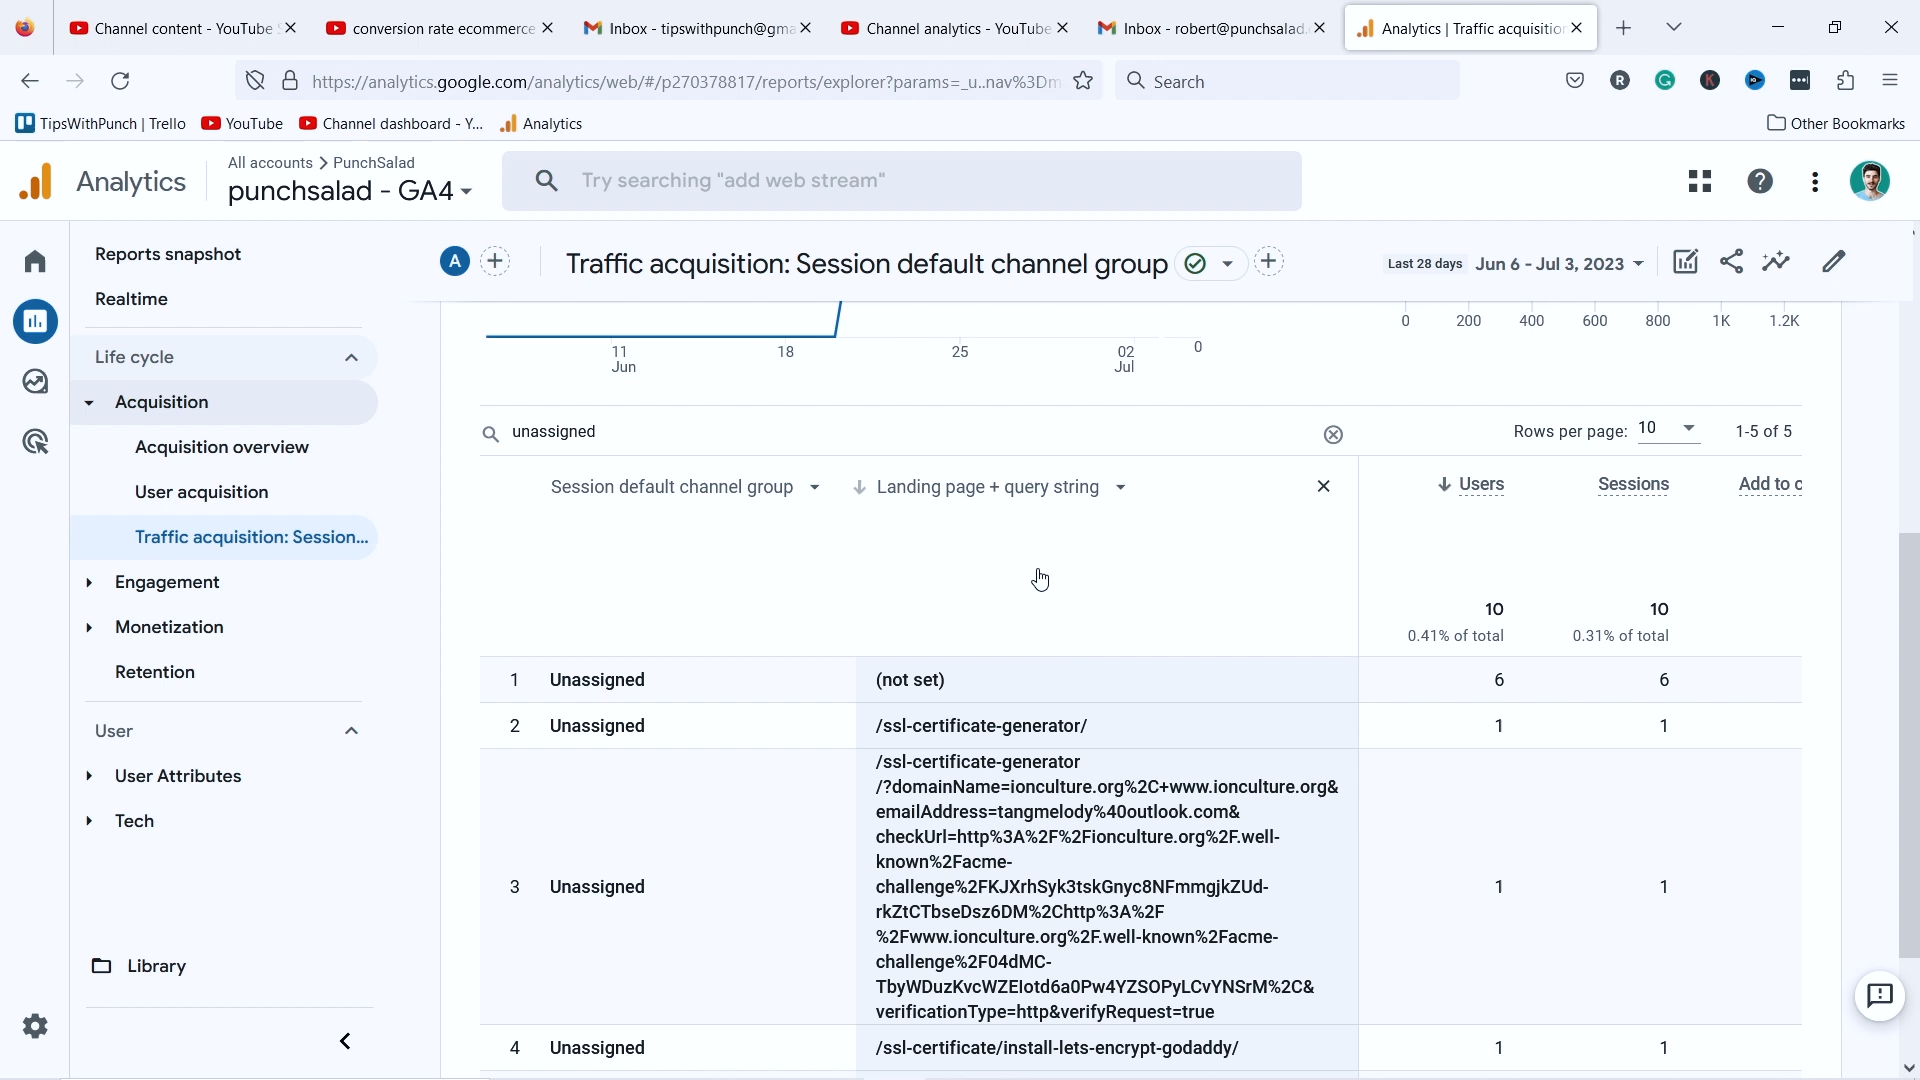 Channel content - YouTube S
conversion rate ecommerce
Inbox - tipswithpunch@gma
Channel analytics - YouTube
Inbox - robert@punchsalad.c
Analytics | Traffic acquisition
https://analytics.google.com/analytics/web/#/p270378817/reports/explorer?params=_u..nav%3Dm
Search
TipsWithPunch | Trello
YouTube
Channel dashboard - Y...
Analytics
Other Bookmarks
Analytics
All accounts > PunchSalad
punchsalad - GA4
Try searching "add web stream"
Reports snapshot
Realtime
Life cycle
Acquisition
Acquisition overview
User acquisition
Traffic acquisition: Session...
Engagement
Monetization
Retention
User
User Attributes
Tech
Library
A
Traffic acquisition: Session default channel group
Last 28 days Jun 6 - Jul 3, 2023
11
Jun
18
25
02
Jul
0
0 200 400 600 800 1K 1.2K
unassigned
Rows per page: 10 1-5 of 5
Session default channel group
Landing page + query string
Users
Sessions
Add to c
10
0.41% of total
10
0.31% of total
1 Unassigned (not set) 6 6
2 Unassigned /ssl-certificate-generator/ 1 1
3 Unassigned
/ssl-certificate-generator
/?domainName=ionculture.org%2C+www.ionculture.org&
emailAddress=tangmelody%40outlook.com&
checkUrl=http%3A%2F%2Fionculture.org%2F.well-
known%2Facme-
challenge%2FKJXrhSyk3tskGnyc8NFmmgjkZUd-
rkZtCTbseDsz6DM%2Chttp%3A%2F
%2Fwww.ionculture.org%2F.well-known%2Facme-
challenge%2F04dMC-
TbyWDuzKvcWZEIotd6a0Pw4YZSOPyLCvYNSrM%2C&
verificationType=http&verifyRequest=true
1 1
4 Unassigned /ssl-certificate/install-lets-encrypt-godaddy/ 1 1